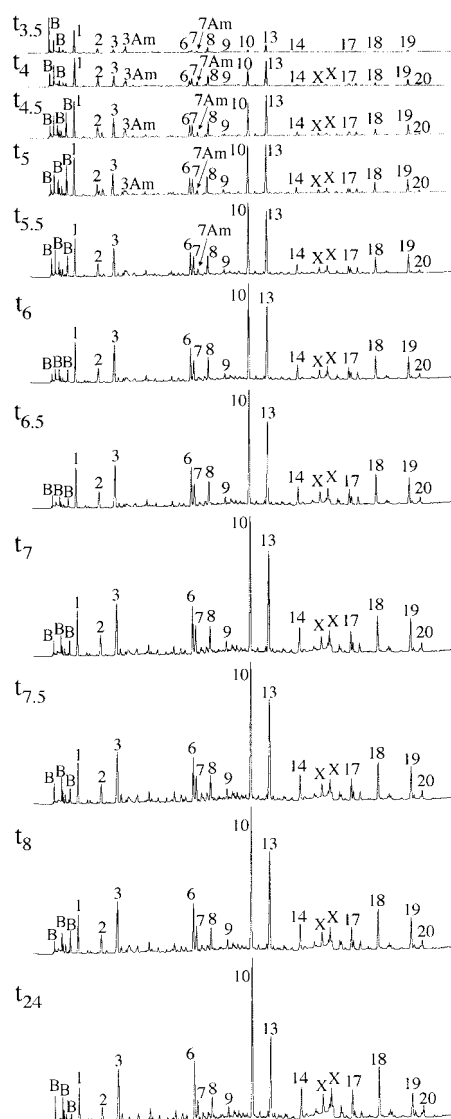 t3.5 B B B 1 2 3 3Am 6 7 7Am 8 9 10 13 14 17 18 19
t4 B B B 1 2 3 3Am 6 7 7Am 8 9 10 13 14 X X 17 18 19 20
t4.5 B B B 1 2 3 3Am 6 7 7Am 8 9 10 13 14 X X 17 18 19 20
t5 B B B 1 2 3 3Am 6 7 7Am 8 9 10 13 14 X X 17 18 19 20
t5.5 B B B 1 2 3 6 7 7Am 8 9 10 13 14 X X 17 18 19 20
t6 B B B 1 2 3 6 7 8 9 10 13 14 X X 17 18 19 20
t6.5 B B B 1 2 3 6 7 8 9 10 13 14 X X 17 18 19 20
t7 B B B 1 2 3 6 7 8 9 10 13 14 X X 17 18 19 20
t7.5 B B B 1 2 3 6 7 8 9 10 13 14 X X 17 18 19 20
t8 B B B 1 2 3 6 7 8 9 10 13 14 X X 17 18 19 20
t24 B B B 1 2 3 6 7 8 9 10 13 14 X X 17 18 19 20